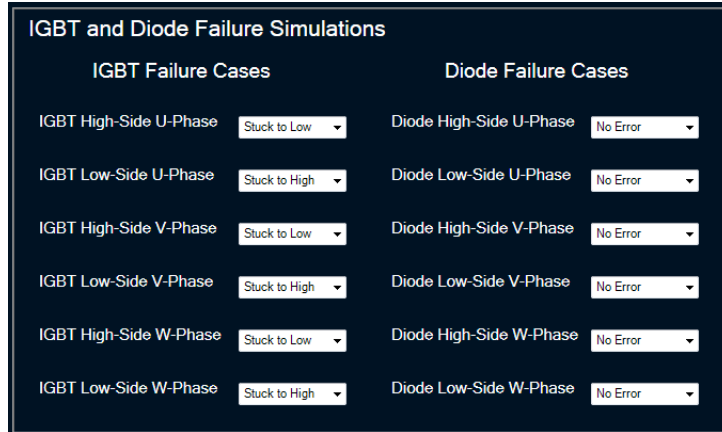 IGBT and Diode Failure Simulations
IGBT Failure Cases Diode Failure Cases
IGBT High-Side U-Phase Stuck to Low Diode High-Side U-Phase No Error
IGBT Low-Side U-Phase Stuck to High Diode Low-Side U-Phase No Error
IGBT High-Side V-Phase Stuck to Low Diode High-Side V-Phase No Error
IGBT Low-Side V-Phase Stuck to High Diode Low-Side V-Phase No Error
IGBT High-Side W-Phase Stuck to Low Diode High-Side W-Phase No Error
IGBT Low-Side W-Phase Stuck to High Diode Low-Side W-Phase No Error